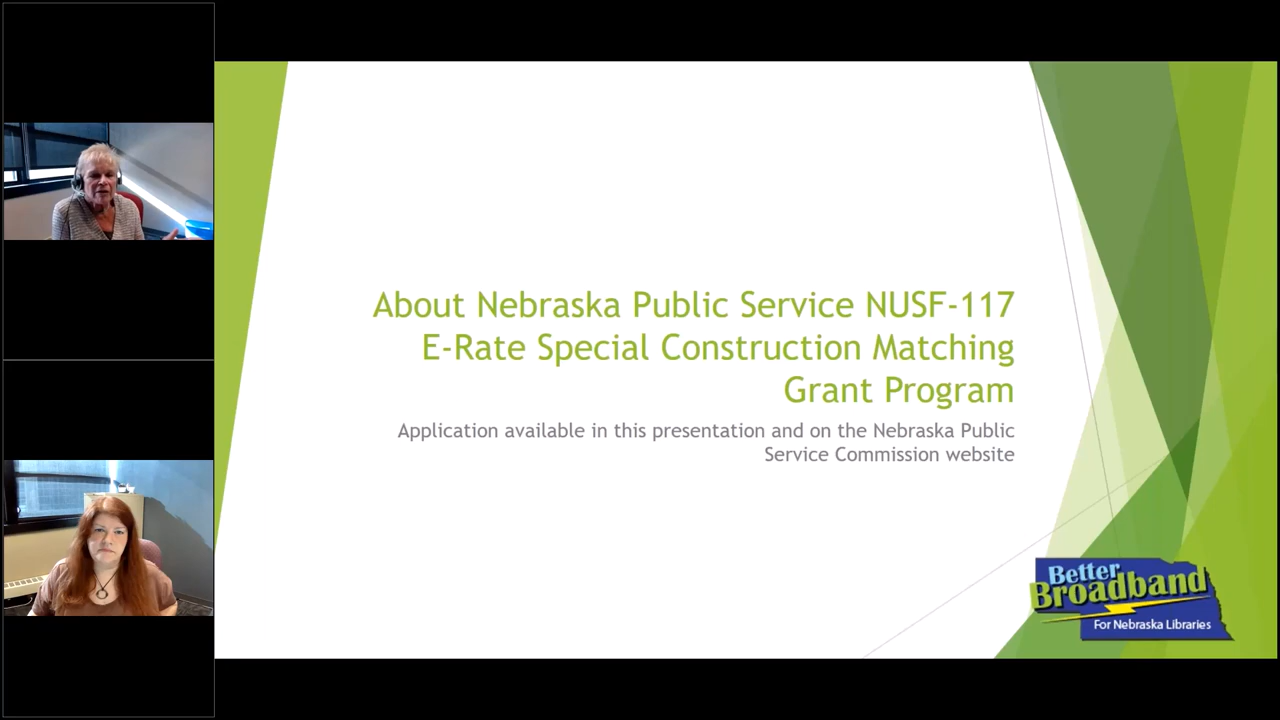 About Nebraska Public Service NUSF-117
E-Rate Special Construction Matching
Grant Program
Application available in this presentation and on the Nebraska Public
Service Commission website
Better
Broadband
For Nebraska Libraries